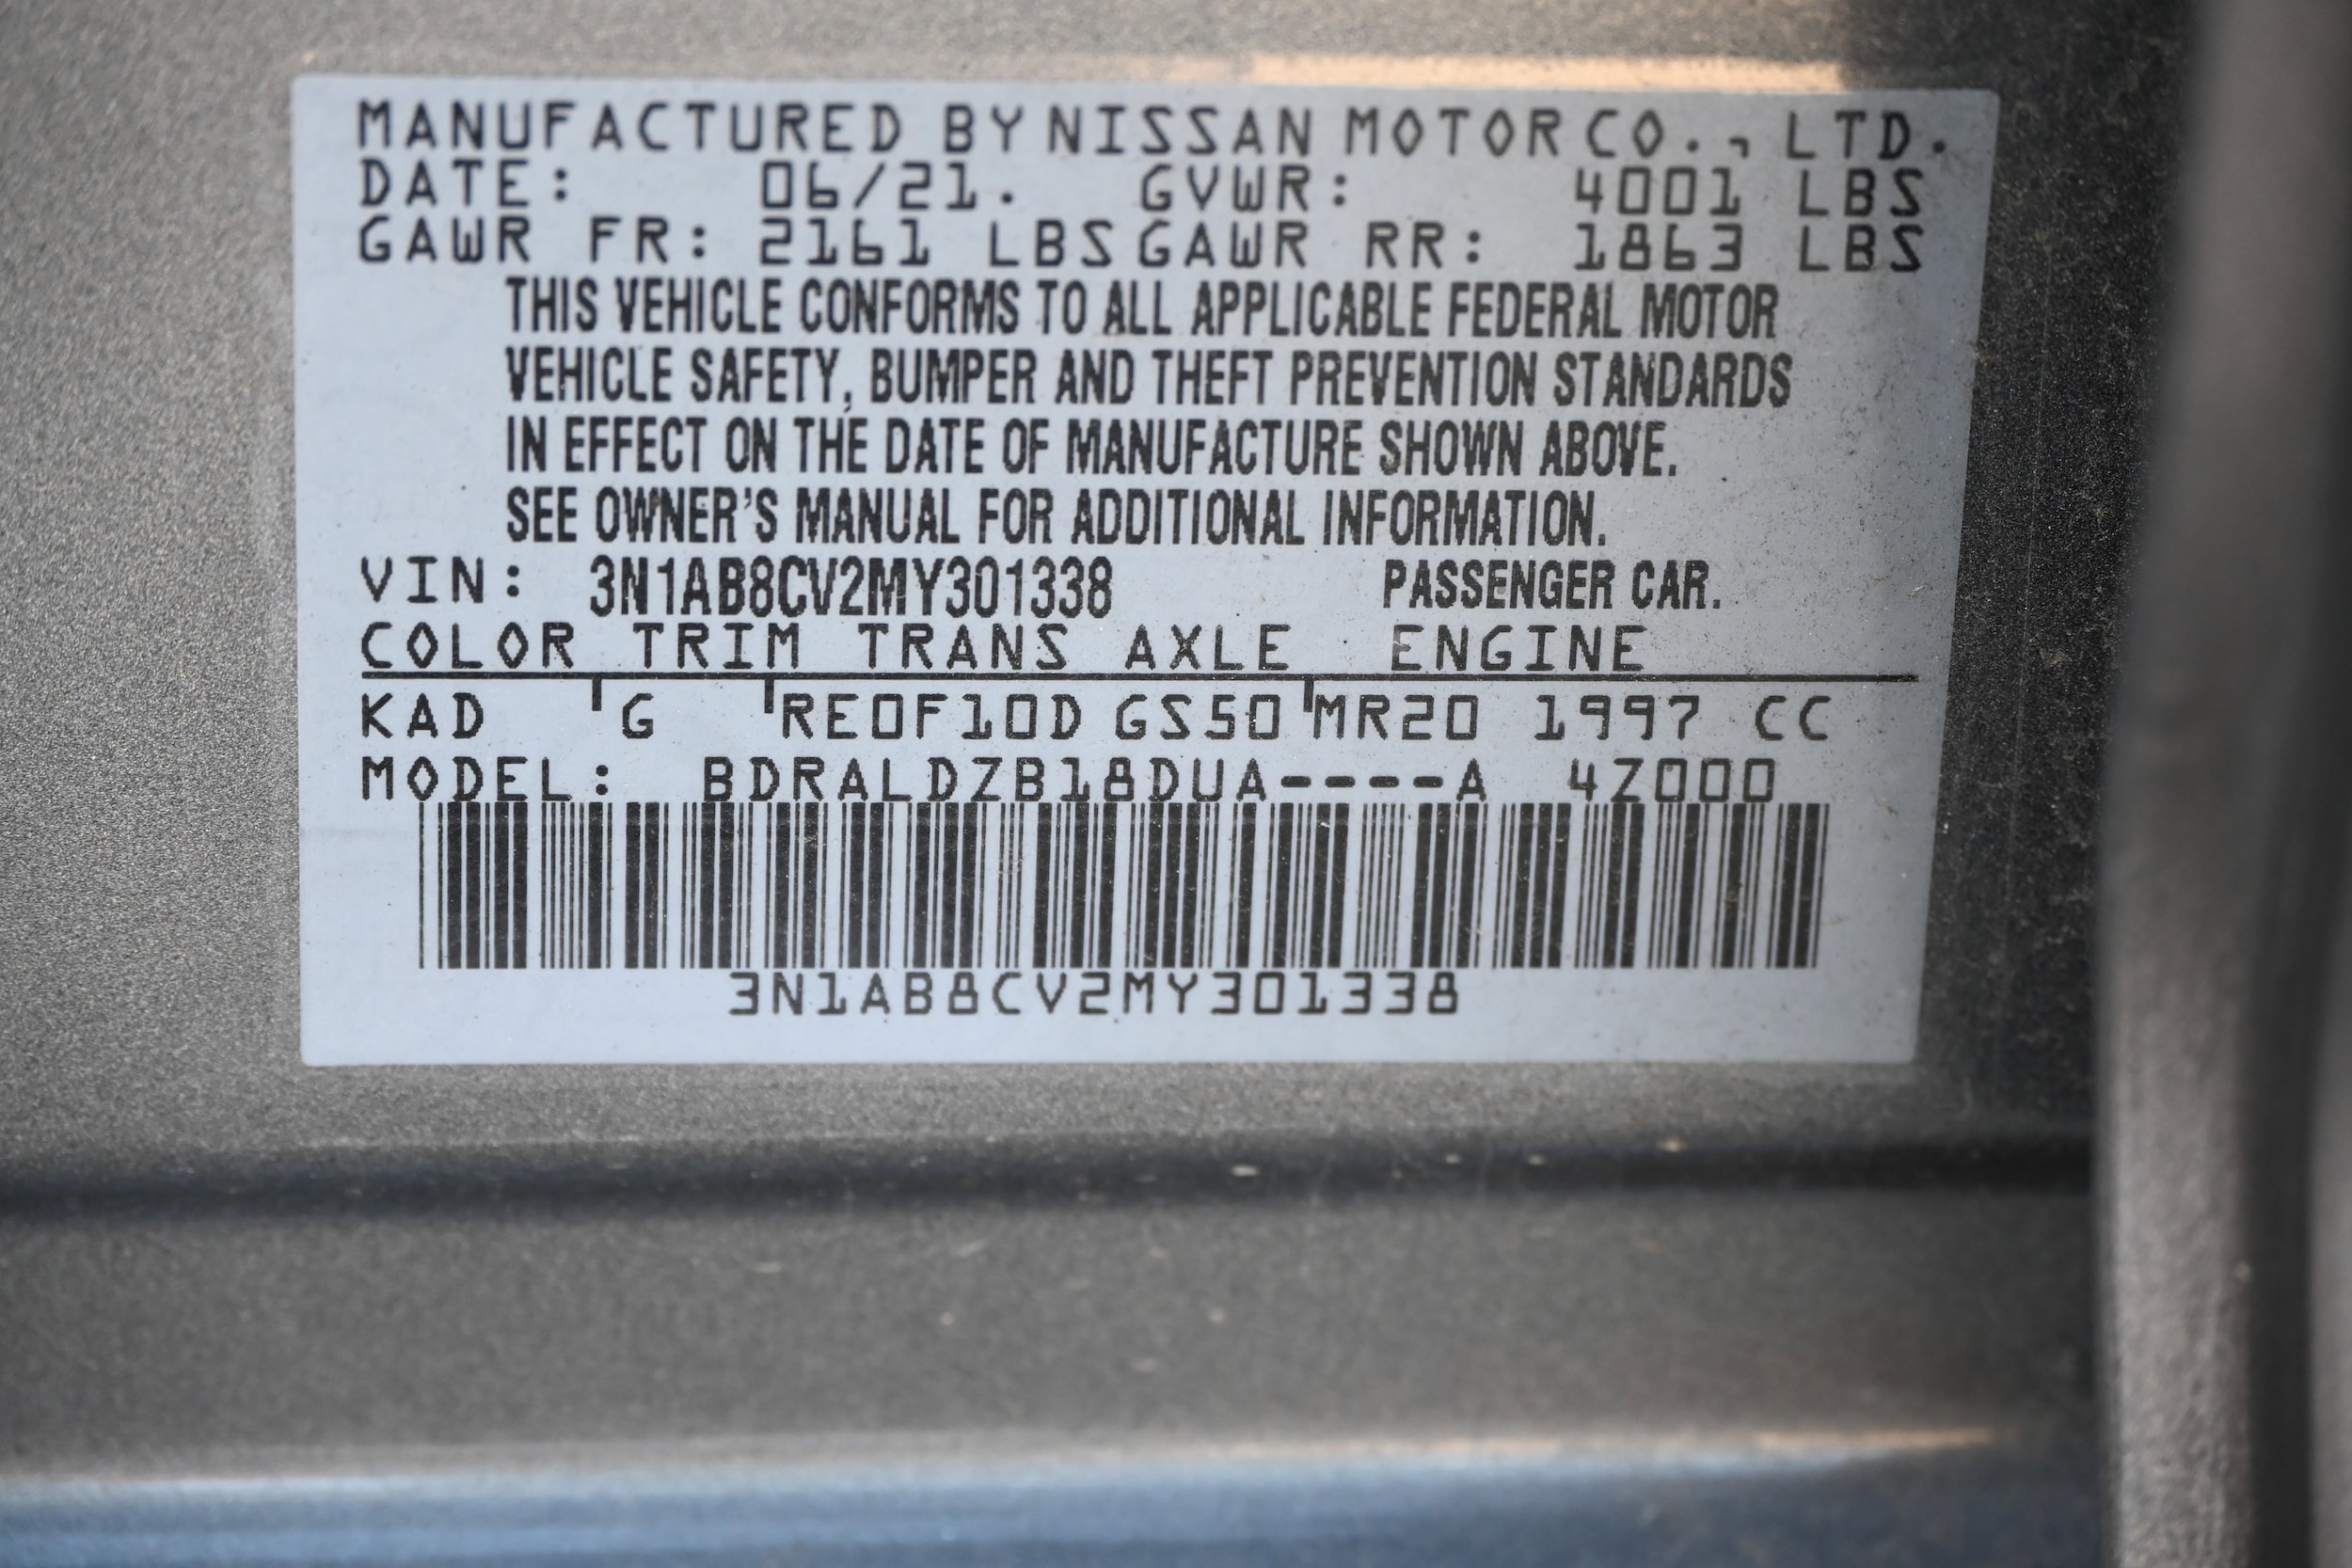 MANUFACTURED BY NISSAN MOTOR CO., LTD.
DATE: 06/21. GVWR: 4001 LBS
GAWR FR: 2161 LBS GAWR RR: 1863 LBS
THIS VEHICLE CONFORMS TO ALL APPLICABLE FEDERAL MOTOR
VEHICLE SAFETY, BUMPER AND THEFT PREVENTION STANDARDS
IN EFFECT ON THE DATE OF MANUFACTURE SHOWN ABOVE.
SEE OWNER'S MANUAL FOR ADDITIONAL INFORMATION.
VIN: 3N1AB8CV2MY301338 PASSENGER CAR.
COLOR TRIM TRANS AXLE ENGINE
KAD G RE0F10D GS50 MR20 1997 CC
MODEL: BDRALDZB18DUA----A 4Z000
3N1AB8CV2MY301338